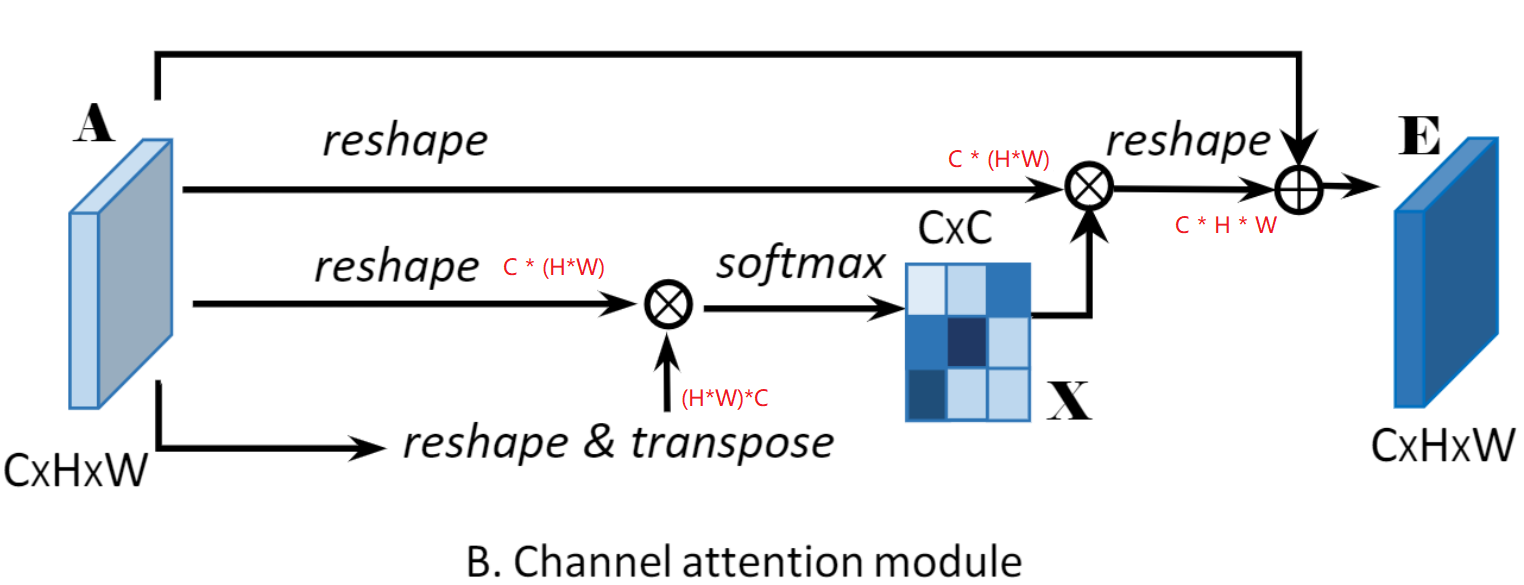 A
reshape
C * (H*W)
reshape
E
C * H * W
CxC
reshape
C * (H*W)
softmax
(H*W)*C
X
reshape & transpose
CxHxW
CxHxW
B. Channel attention module